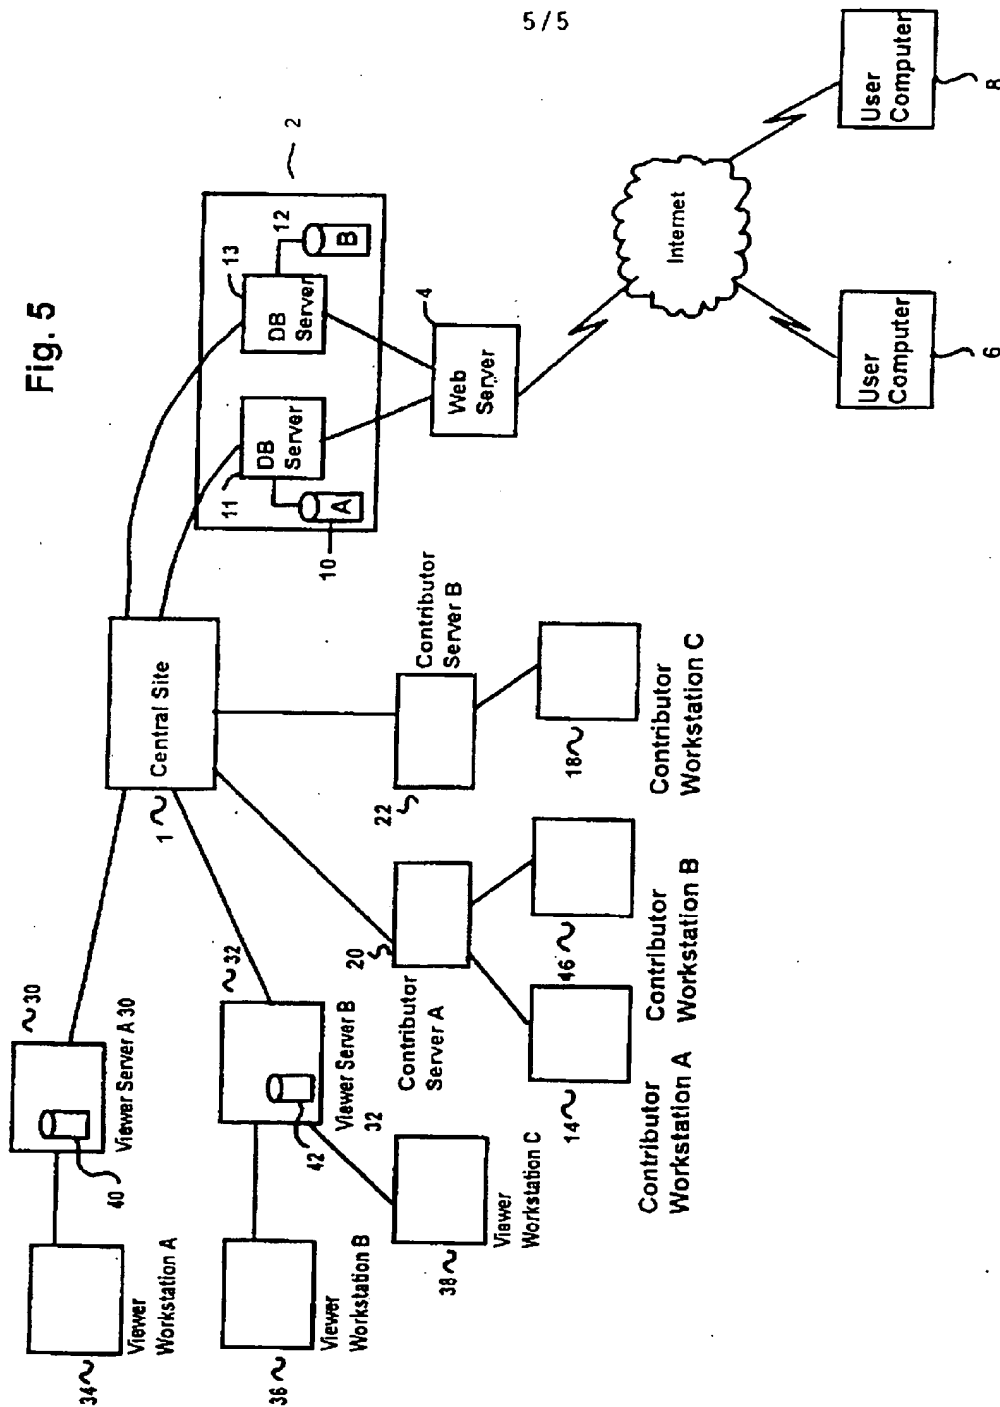 5/5
Fig. 5
2
DB
Server
13
12
B
DB
Server
11
A
10
Web
Server
4
Internet
User
Computer
6
User
Computer
8
Central Site
1
30
Viewer Server A 30
40
Viewer
Workstation A
34
32
Viewer Server B
32
42
Viewer
Workstation B
36
Viewer
Workstation C
38
20
Contributor
Server A
22
Contributor
Server B
14
Contributor
Workstation A
46
Contributor
Workstation B
18
Contributor
Workstation C